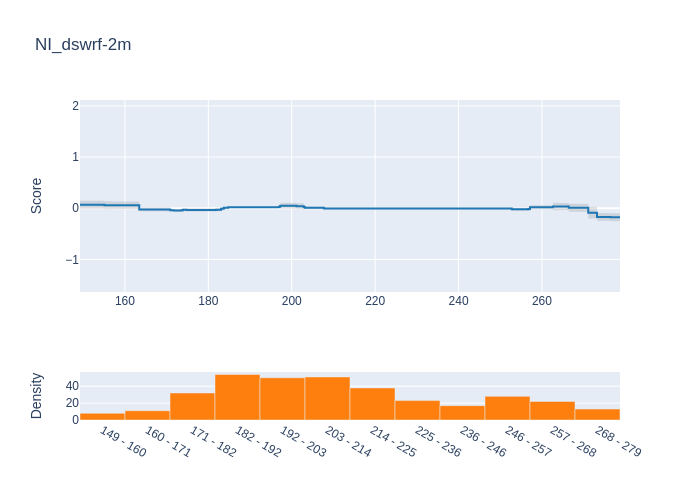 NI_dswrf-2m
2
1
0
−1
Score
160
180
200
220
240
260
40
20
0
Density
149 - 160
160 - 171
171 - 182
182 - 192
192 - 203
203 - 214
214 - 225
225 - 236
236 - 246
246 - 257
257 - 268
268 - 279